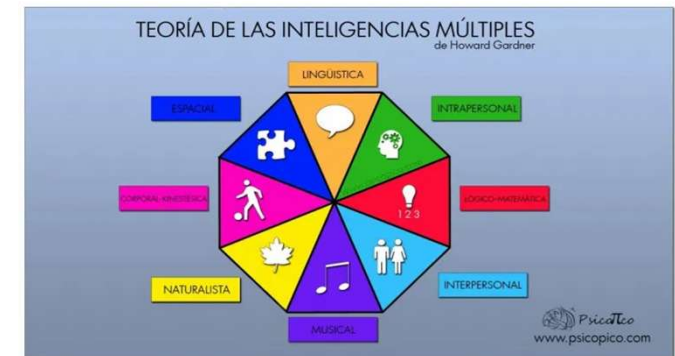 TEORÍA DE LAS INTELIGENCIAS MÚLTIPLES
de Howard Gardner
LINGÜISTICA
ESPACIAL
INTRAPERSONAL
CORPORAL-KINESTÉSICA
LÓGICO-MATEMÁTICA
1 2 3
NATURALISTA
INTERPERSONAL
MUSICAL
Psicopico
www.psicopico.com